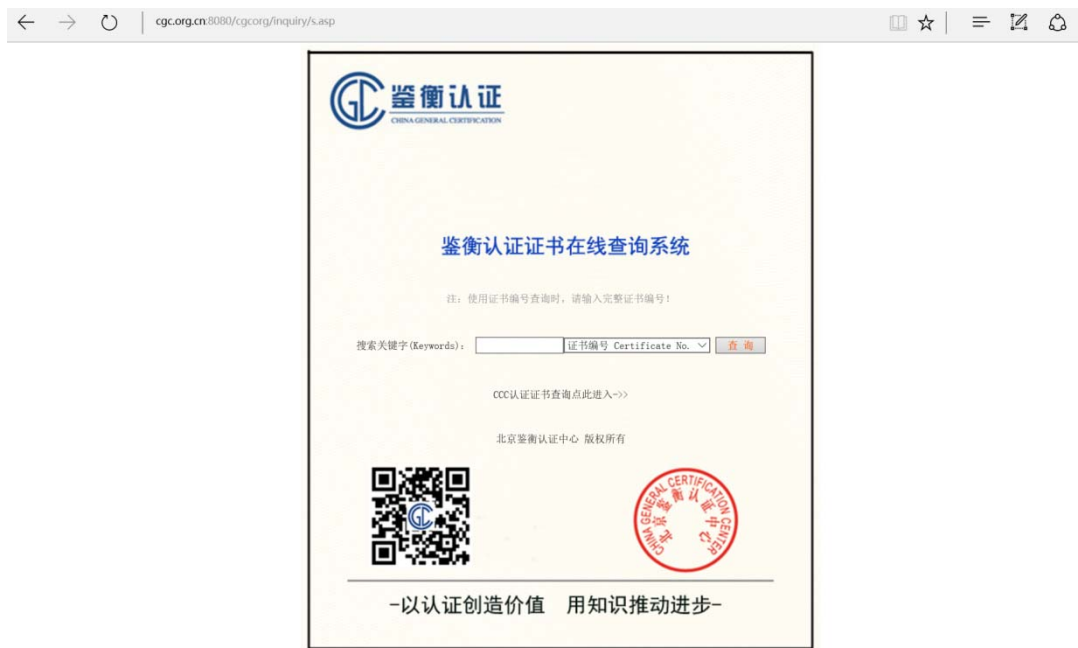 cgc.org.cn:8080/cgcorg/inquiry/s.asp
鉴衡认证
CHINA GENERAL CERTIFICATION
鉴衡认证证书在线查询系统
注：使用证书编号查询时，请输入完整证书编号！
搜索关键字(Keywords)： 证书编号 Certificate No. 查 询
CCC认证证书查询点此进入->>
北京鉴衡认证中心 版权所有
CHINA GENERAL CERTIFICATION CENTER
北京鉴衡认证中心
-以认证创造价值 用知识推动进步-